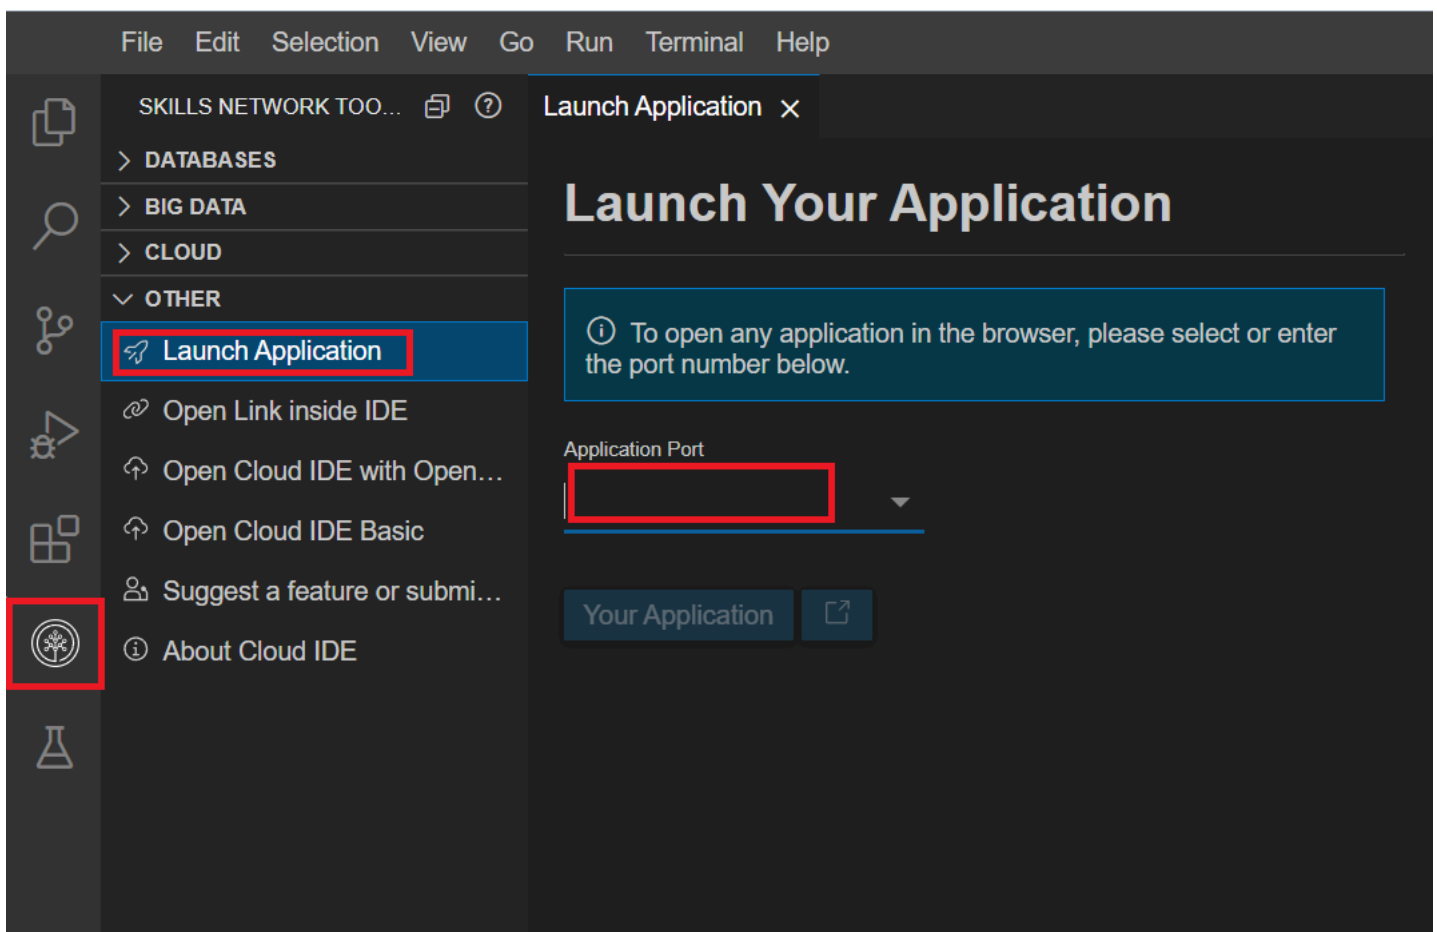 File Edit Selection View Go Run Terminal Help
SKILLS NETWORK TOO...
Launch Application
DATABASES
BIG DATA
CLOUD
OTHER
Launch Application
Open Link inside IDE
Open Cloud IDE with Open...
Open Cloud IDE Basic
Suggest a feature or submi...
About Cloud IDE
Launch Your Application
To open any application in the browser, please select or enter
the port number below.
Application Port
Your Application